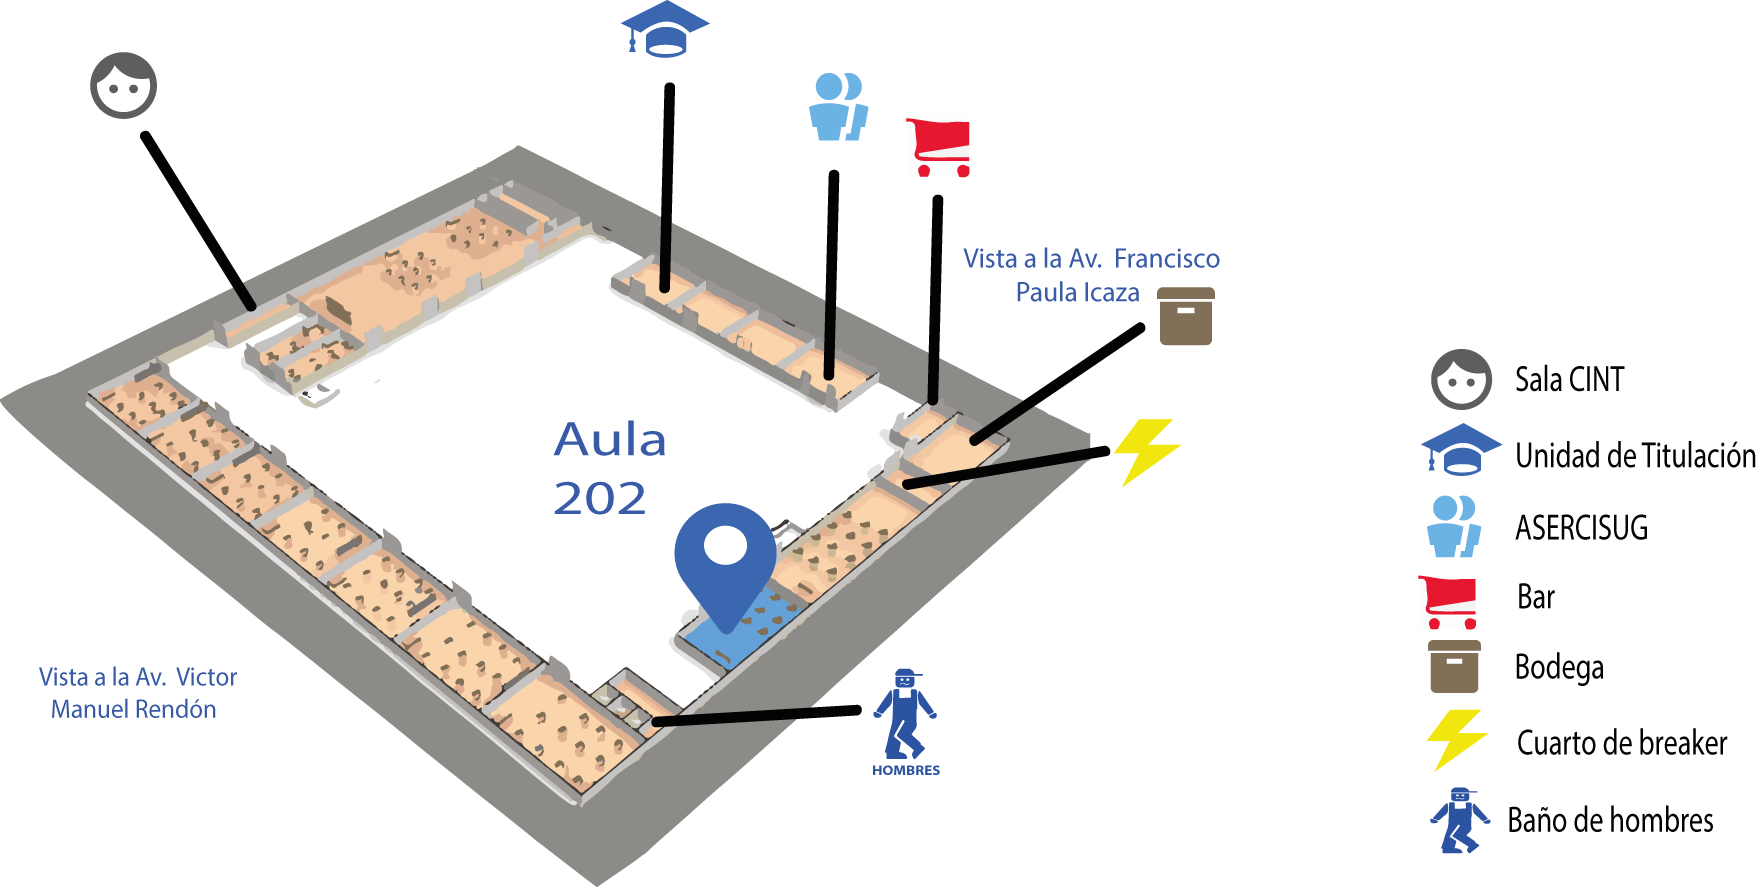 Vista a la Av. Francisco
Paula Icaza
Aula
202
Vista a la Av. Victor
Manuel Rendón
HOMBRES
Sala CINT
Unidad de Titulación
ASERCISUG
Bar
Bodega
Cuarto de breaker
Baño de hombres